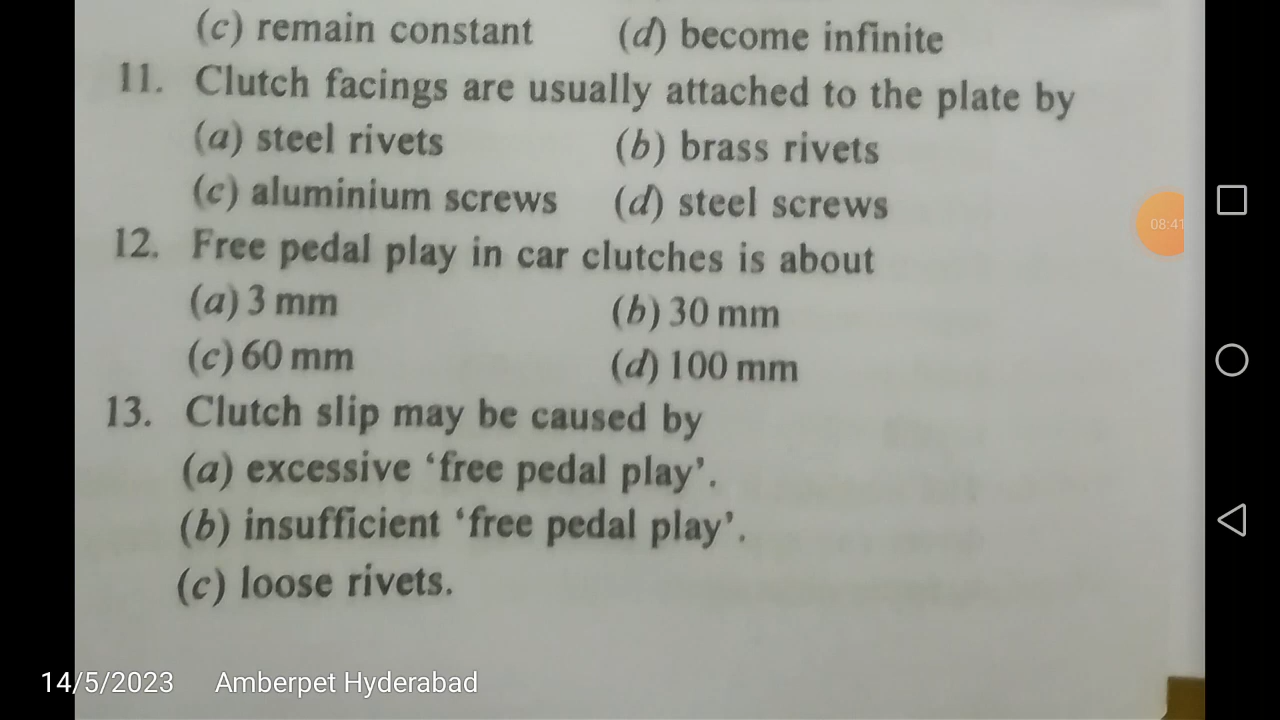 (c) remain constant (d) become infinite
11. Clutch facings are usually attached to the plate by
(a) steel rivets (b) brass rivets
(c) aluminium screws (d) steel screws
12. Free pedal play in car clutches is about
(a) 3 mm (b) 30 mm
(c) 60 mm (d) 100 mm
13. Clutch slip may be caused by
(a) excessive ‘free pedal play’.
(b) insufficient ‘free pedal play’.
(c) loose rivets.
08:41
14/5/2023 Amberpet Hyderabad